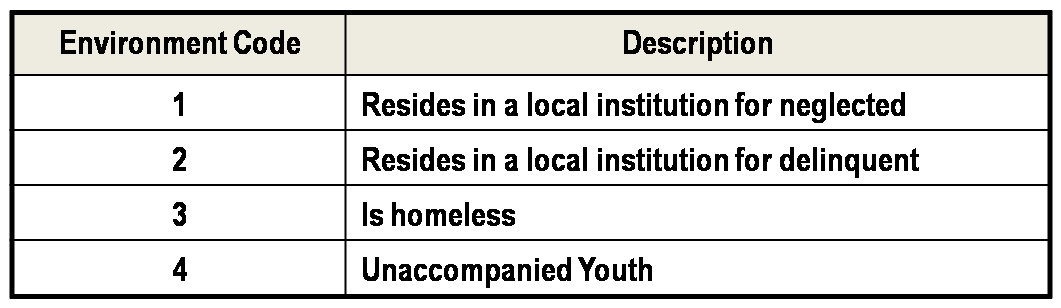 Environment Code Description
1 Resides in a local institution for neglected
2 Resides in a local institution for delinquent
3 Is homeless
4 Unaccompanied Youth